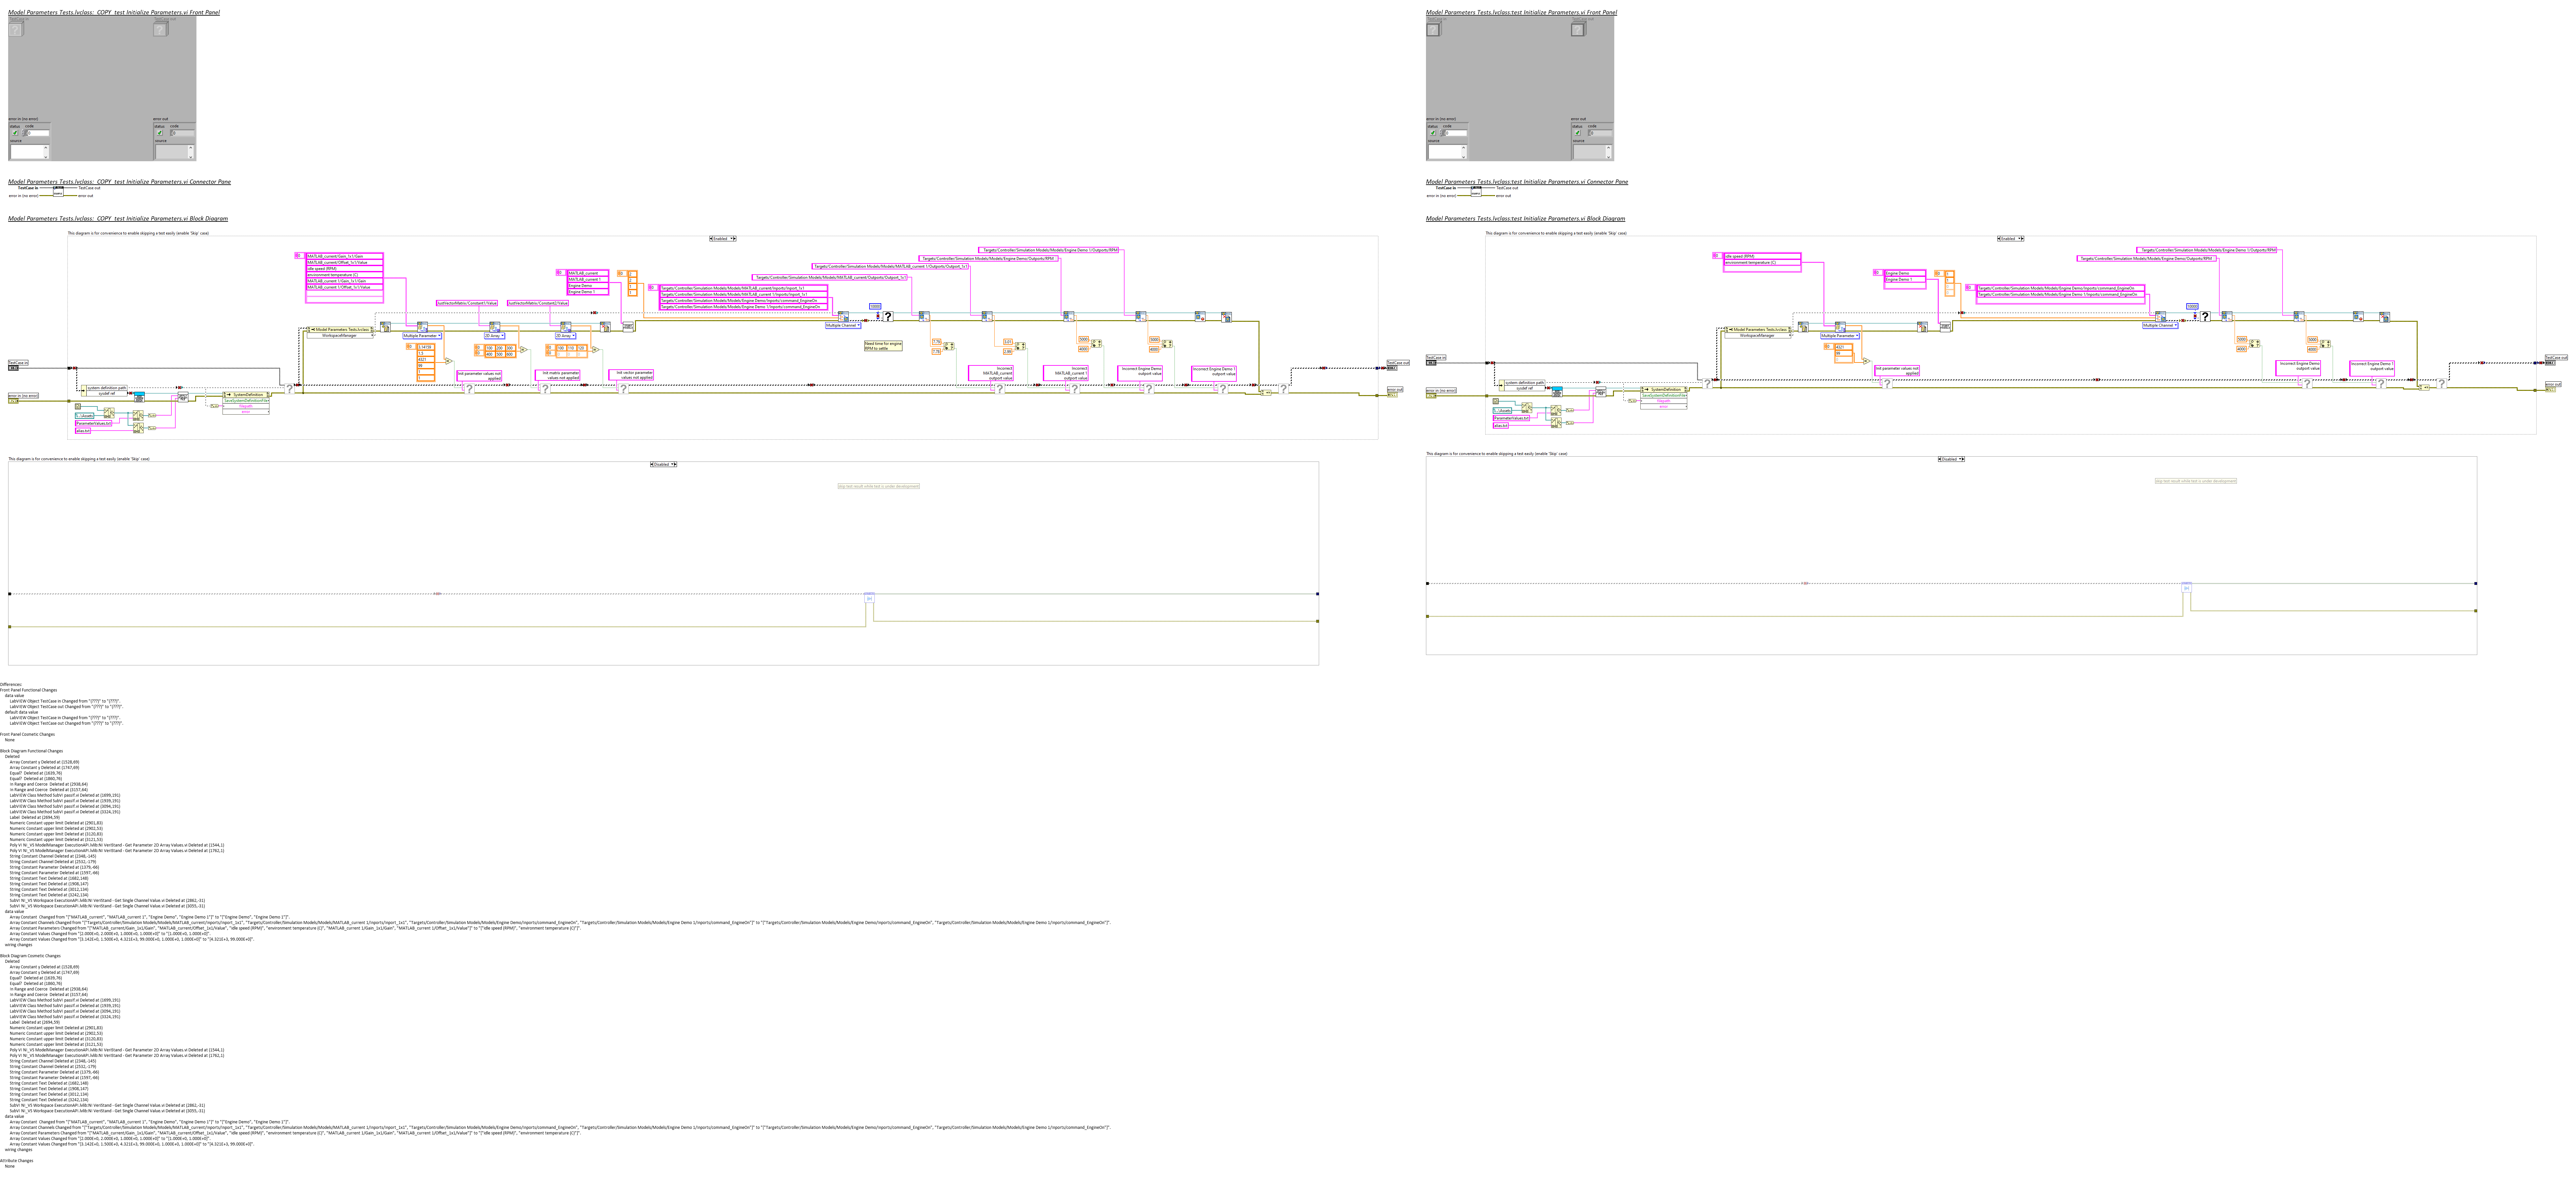 Model Parameters Tests.lvclass:_COPY_test Initialize Parameters.vi Front Panel
TestCase in
TestCase out
error in (no error)
error out
status code
status code
source
source
Model Parameters Tests.lvclass:_COPY_test Initialize Parameters.vi Connector Pane
TestCase in
TestCase out
error in (no error)
error out
Model Parameters Tests.lvclass:_COPY_test Initialize Parameters.vi Block Diagram
This diagram is for convenience to enable skipping a test easily (enable 'Skip' case)
Enabled
Targets/Controller/Simulation Models/Models/Engine Demo 1/Outports/RPM
Targets/Controller/Simulation Models/Models/Engine Demo/Outports/RPM
Targets/Controller/Simulation Models/Models/MATLAB_current 1/Outports/Outport_1x1
Targets/Controller/Simulation Models/Models/MATLAB_current/Outports/Outport_1x1
MATLAB_current/Gain_1x1/Gain
MATLAB_current/Offset_1x1/Value
idle speed (RPM)
environment temperature (C)
MATLAB_current 1/Gain_1x1/Gain
MATLAB_current 1/Offset_1x1/Value
MATLAB_current
MATLAB_current 1
Engine Demo
Engine Demo 1
Targets/Controller/Simulation Models/Models/MATLAB_current/Inports/Inport_1x1
Targets/Controller/Simulation Models/Models/MATLAB_current 1/Inports/Inport_1x1
Targets/Controller/Simulation Models/Models/Engine Demo/Inports/command_EngineOn
Targets/Controller/Simulation Models/Models/Engine Demo 1/Inports/command_EngineOn
Multiple Channel
Model Parameters Tests.lvclass
WorkspaceManager
Multiple Parameter
2D Array
2D Array
Need time for engine
RPM to settle
Init parameter values not
applied
Init matrix parameter
values not applied
Init vector parameter
values not applied
Incorrect
MATLAB_current
outport value
Incorrect
MATLAB_current 1
outport value
Incorrect Engine Demo
outport value
Incorrect Engine Demo 1
outport value
TestCase in
TestCase out
error in (no error)
error out
system definition path
sysdef ref
SystemDefinition
SaveSystemDefinitionFile
filepath
error
..\Assets
ParameterValues.txt
alias.txt
This diagram is for convenience to enable skipping a test easily (enable 'Skip' case)
Disabled
skip test result while test is under development
Model Parameters Tests.lvclass:test Initialize Parameters.vi Front Panel
TestCase in
TestCase out
error in (no error)
error out
status code
status code
source
source
Model Parameters Tests.lvclass:test Initialize Parameters.vi Connector Pane
TestCase in
TestCase out
error in (no error)
error out
Model Parameters Tests.lvclass:test Initialize Parameters.vi Block Diagram
This diagram is for convenience to enable skipping a test easily (enable 'Skip' case)
Enabled
Targets/Controller/Simulation Models/Models/Engine Demo 1/Outports/RPM
Targets/Controller/Simulation Models/Models/Engine Demo/Outports/RPM
idle speed (RPM)
environment temperature (C)
Engine Demo
Engine Demo 1
Targets/Controller/Simulation Models/Models/Engine Demo/Inports/command_EngineOn
Targets/Controller/Simulation Models/Models/Engine Demo 1/Inports/command_EngineOn
Multiple Channel
Model Parameters Tests.lvclass
WorkspaceManager
Multiple Parameter
Init parameter values not
applied
Incorrect Engine Demo
outport value
Incorrect Engine Demo 1
outport value
TestCase in
TestCase out
error in (no error)
error out
system definition path
sysdef ref
SystemDefinition
SaveSystemDefinitionFile
filepath
error
..\Assets
ParameterValues.txt
alias.txt
This diagram is for convenience to enable skipping a test easily (enable 'Skip' case)
Disabled
skip test result while test is under development
Differences:
Front Panel Functional Changes
data value
LabVIEW Object TestCase in Changed from "(???)" to "(???)".
LabVIEW Object TestCase out Changed from "(???)" to "(???)".
default data value
LabVIEW Object TestCase in Changed from "(???)" to "(???)".
LabVIEW Object TestCase out Changed from "(???)" to "(???)".
Front Panel Cosmetic Changes
None
Block Diagram Functional Changes
Deleted
Array Constant y Deleted at (1528,69)
Array Constant y Deleted at (1747,69)
Equal? Deleted at (1639,76)
Equal? Deleted at (1860,76)
In Range and Coerce Deleted at (2938,64)
In Range and Coerce Deleted at (3157,64)
LabVIEW Class Method SubVI passIf.vi Deleted at (1699,191)
LabVIEW Class Method SubVI passIf.vi Deleted at (1939,191)
LabVIEW Class Method SubVI passIf.vi Deleted at (3094,191)
LabVIEW Class Method SubVI passIf.vi Deleted at (3324,191)
Label Deleted at (2694,59)
Numeric Constant upper limit Deleted at (2901,83)
Numeric Constant upper limit Deleted at (2902,53)
Numeric Constant upper limit Deleted at (3120,83)
Numeric Constant upper limit Deleted at (3121,53)
Poly VI NI_VS ModelManager ExecutionAPI.lvlib:NI VeriStand - Get Parameter 2D Array Values.vi Deleted at (1544,1)
Poly VI NI_VS ModelManager ExecutionAPI.lvlib:NI VeriStand - Get Parameter 2D Array Values.vi Deleted at (1762,1)
String Constant Channel Deleted at (2348,-145)
String Constant Channel Deleted at (2532,-179)
String Constant Parameter Deleted at (1379,-66)
String Constant Parameter Deleted at (1597,-66)
String Constant Text Deleted at (1682,148)
String Constant Text Deleted at (1908,147)
String Constant Text Deleted at (3012,134)
String Constant Text Deleted at (3242,134)
SubVI NI_VS Workspace ExecutionAPI.lvlib:NI VeriStand - Get Single Channel Value.vi Deleted at (2862,-31)
SubVI NI_VS Workspace ExecutionAPI.lvlib:NI VeriStand - Get Single Channel Value.vi Deleted at (3055,-31)
data value
Array Constant Changed from "["MATLAB_current", "MATLAB_current 1", "Engine Demo", "Engine Demo 1"]" to "["Engine Demo", "Engine Demo 1"]".
Array Constant Channels Changed from "["Targets/Controller/Simulation Models/Models/MATLAB_current/Inports/Inport_1x1", "Targets/Controller/Simulation Models/Models/MATLAB_current 1/Inports/Inport_1x1", "Targets/Controller/Simulation Models/Models/Engine Demo/Inports/command_EngineOn", "Targets/Controller/Simulation Models/Models/Engine Demo 1/Inports/command_EngineOn"]" to "["Targets/Controller/Simulation Models/Models/Engine Demo/Inports/command_EngineOn", "Targets/Controller/Simulation Models/Models/Engine Demo 1/Inports/command_EngineOn"]".
Array Constant Parameters Changed from "["MATLAB_current/Gain_1x1/Gain", "MATLAB_current/Offset_1x1/Value", "idle speed (RPM)", "environment temperature (C)", "MATLAB_current 1/Gain_1x1/Gain", "MATLAB_current 1/Offset_1x1/Value"]" to "["idle speed (RPM)", "environment temperature (C)"]".
Array Constant Values Changed from "[2.000E+0, 2.000E+0, 1.000E+0, 1.000E+0]" to "[1.000E+0, 1.000E+0]".
Array Constant Values Changed from "[3.142E+0, 1.500E+0, 4.321E+3, 99.000E+0, 1.000E+0, 1.000E+0]" to "[4.321E+3, 99.000E+0]".
wiring changes
Block Diagram Cosmetic Changes
Deleted
Array Constant y Deleted at (1528,69)
Array Constant y Deleted at (1747,69)
Equal? Deleted at (1639,76)
Equal? Deleted at (1860,76)
In Range and Coerce Deleted at (2938,64)
In Range and Coerce Deleted at (3157,64)
LabVIEW Class Method SubVI passIf.vi Deleted at (1699,191)
LabVIEW Class Method SubVI passIf.vi Deleted at (1939,191)
LabVIEW Class Method SubVI passIf.vi Deleted at (3094,191)
LabVIEW Class Method SubVI passIf.vi Deleted at (3324,191)
Label Deleted at (2694,59)
Numeric Constant upper limit Deleted at (2901,83)
Numeric Constant upper limit Deleted at (2902,53)
Numeric Constant upper limit Deleted at (3120,83)
Numeric Constant upper limit Deleted at (3121,53)
Poly VI NI_VS ModelManager ExecutionAPI.lvlib:NI VeriStand - Get Parameter 2D Array Values.vi Deleted at (1544,1)
Poly VI NI_VS ModelManager ExecutionAPI.lvlib:NI VeriStand - Get Parameter 2D Array Values.vi Deleted at (1762,1)
String Constant Channel Deleted at (2348,-145)
String Constant Channel Deleted at (2532,-179)
String Constant Parameter Deleted at (1379,-66)
String Constant Parameter Deleted at (1597,-66)
String Constant Text Deleted at (1682,148)
String Constant Text Deleted at (1908,147)
String Constant Text Deleted at (3012,134)
String Constant Text Deleted at (3242,134)
SubVI NI_VS Workspace ExecutionAPI.lvlib:NI VeriStand - Get Single Channel Value.vi Deleted at (2862,-31)
SubVI NI_VS Workspace ExecutionAPI.lvlib:NI VeriStand - Get Single Channel Value.vi Deleted at (3055,-31)
data value
Array Constant Changed from "["MATLAB_current", "MATLAB_current 1", "Engine Demo", "Engine Demo 1"]" to "["Engine Demo", "Engine Demo 1"]".
Array Constant Channels Changed from "["Targets/Controller/Simulation Models/Models/MATLAB_current/Inports/Inport_1x1", "Targets/Controller/Simulation Models/Models/MATLAB_current 1/Inports/Inport_1x1", "Targets/Controller/Simulation Models/Models/Engine Demo/Inports/command_EngineOn", "Targets/Controller/Simulation Models/Models/Engine Demo 1/Inports/command_EngineOn"]" to "["Targets/Controller/Simulation Models/Models/Engine Demo/Inports/command_EngineOn", "Targets/Controller/Simulation Models/Models/Engine Demo 1/Inports/command_EngineOn"]".
Array Constant Parameters Changed from "["MATLAB_current/Gain_1x1/Gain", "MATLAB_current/Offset_1x1/Value", "idle speed (RPM)", "environment temperature (C)", "MATLAB_current 1/Gain_1x1/Gain", "MATLAB_current 1/Offset_1x1/Value"]" to "["idle speed (RPM)", "environment temperature (C)"]".
Array Constant Values Changed from "[2.000E+0, 2.000E+0, 1.000E+0, 1.000E+0]" to "[1.000E+0, 1.000E+0]".
Array Constant Values Changed from "[3.142E+0, 1.500E+0, 4.321E+3, 99.000E+0, 1.000E+0, 1.000E+0]" to "[4.321E+3, 99.000E+0]".
wiring changes
Attribute Changes
None